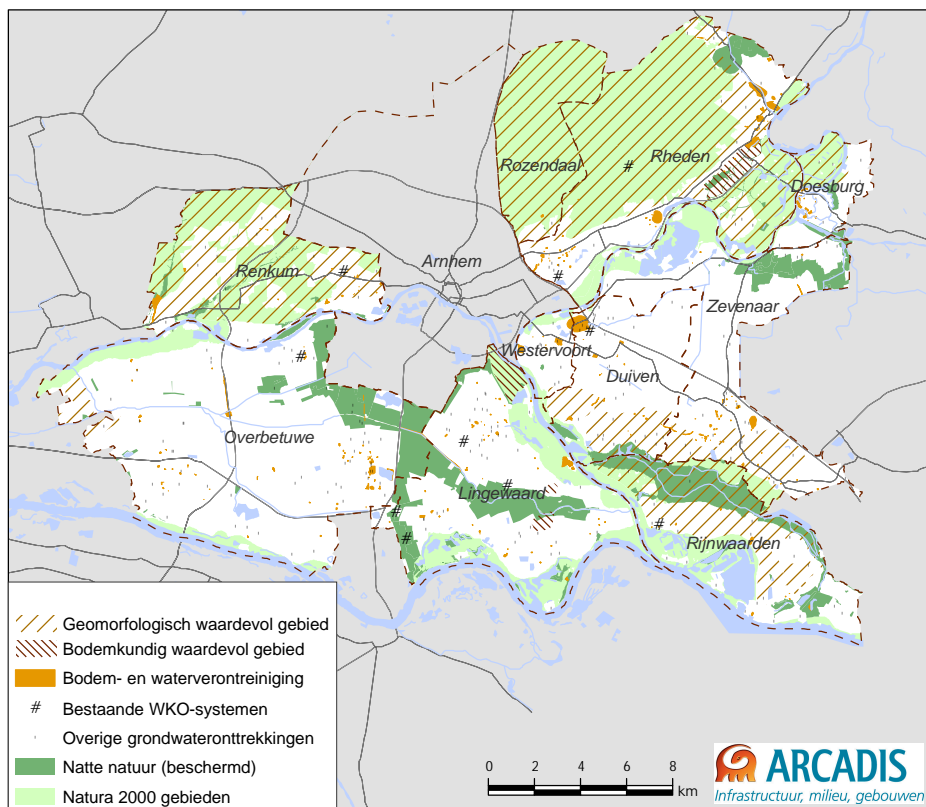 Rozendaal
Rheden
Doesburg
Arnhem
Renkum
Zevenaar
Westervoort
Duiven
Overbetuwe
Lingewaard
Rijnwaarden
Geomorfologisch waardevol gebied
Bodemkundig waardevol gebied
Bodem- en waterverontreiniging
# Bestaande WKO-systemen
Overige grondwateronttrekkingen
Natte natuur (beschermd)
Natura 2000 gebieden
0 2 4 6 8
km
ARCADIS
Infrastructuur, milieu, gebouwen